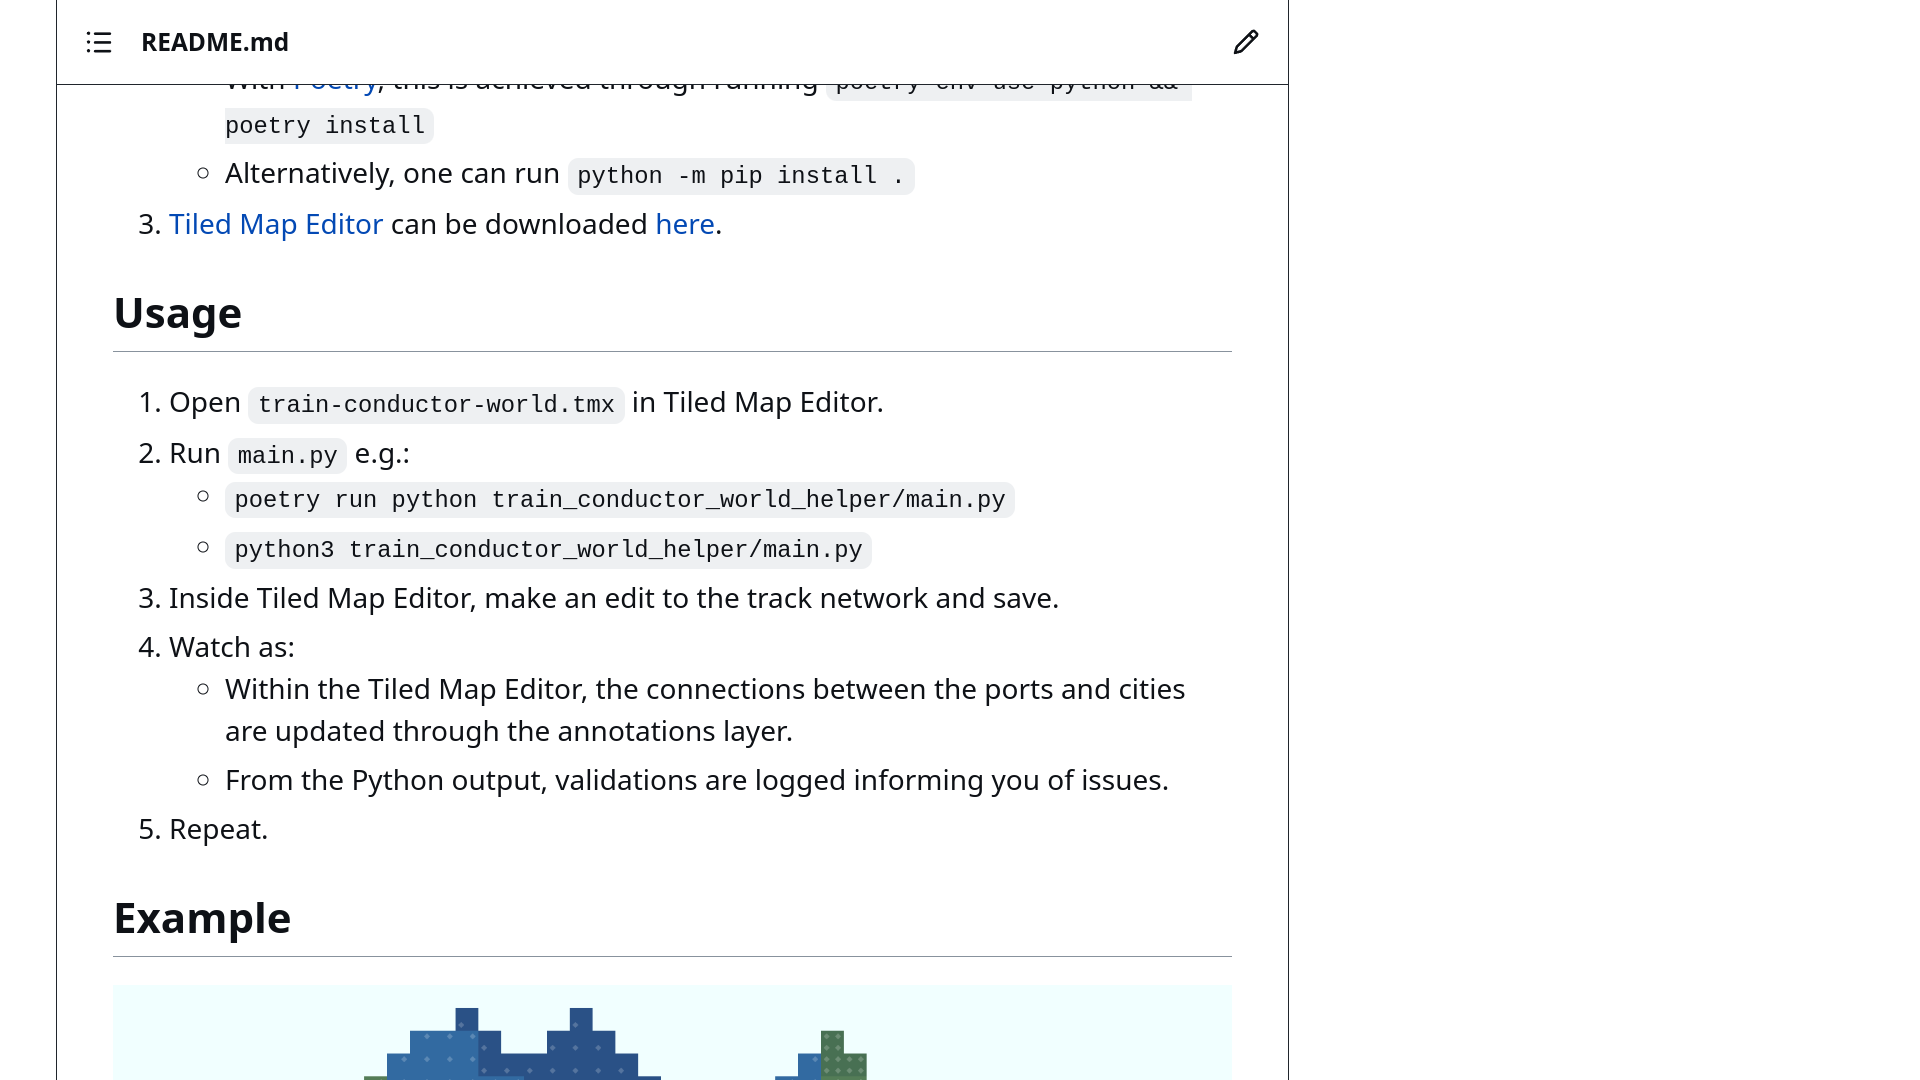 README.md
With Poetry, this is achieved through running poetry env use python &&
poetry install
Alternatively, one can run python -m pip install .
3. Tiled Map Editor can be downloaded here.
Usage
1. Open train-conductor-world.tmx in Tiled Map Editor.
2. Run main.py e.g.:
poetry run python train_conductor_world_helper/main.py
python3 train_conductor_world_helper/main.py
3. Inside Tiled Map Editor, make an edit to the track network and save.
4. Watch as:
Within the Tiled Map Editor, the connections between the ports and cities
are updated through the annotations layer.
From the Python output, validations are logged informing you of issues.
5. Repeat.
Example